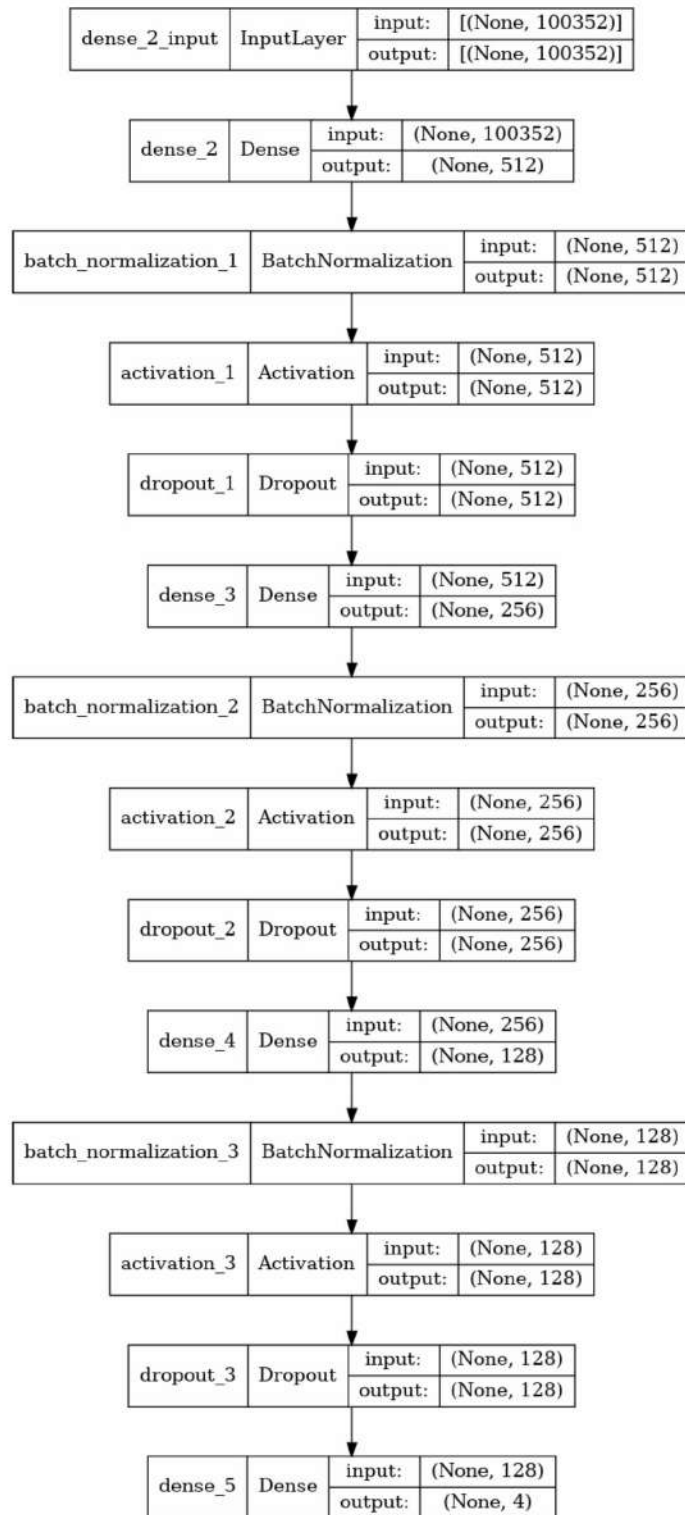 dense_2_input InputLayer input: [(None, 100352)]
output: [(None, 100352)]
dense_2 Dense input: (None, 100352)
output: (None, 512)
batch_normalization_1 BatchNormalization input: (None, 512)
output: (None, 512)
activation_1 Activation input: (None, 512)
output: (None, 512)
dropout_1 Dropout input: (None, 512)
output: (None, 512)
dense_3 Dense input: (None, 512)
output: (None, 256)
batch_normalization_2 BatchNormalization input: (None, 256)
output: (None, 256)
activation_2 Activation input: (None, 256)
output: (None, 256)
dropout_2 Dropout input: (None, 256)
output: (None, 256)
dense_4 Dense input: (None, 256)
output: (None, 128)
batch_normalization_3 BatchNormalization input: (None, 128)
output: (None, 128)
activation_3 Activation input: (None, 128)
output: (None, 128)
dropout_3 Dropout input: (None, 128)
output: (None, 128)
dense_5 Dense input: (None, 128)
output: (None, 4)